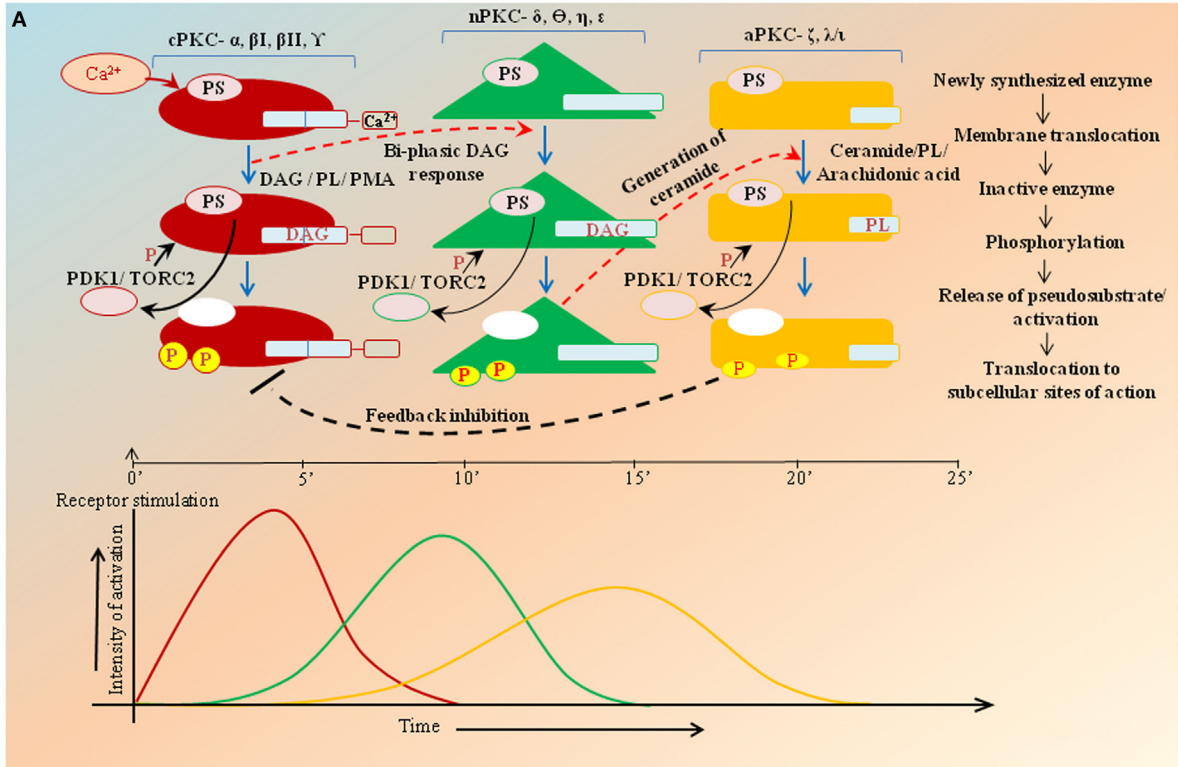 A
cPKC- α, βI, βII, ϒ
nPKC- δ, Ө, η, ε
aPKC- ζ, λ/ι
Ca²⁺
PS
Ca²⁺
PS
PS
Newly synthesized enzyme
Membrane translocation
Inactive enzyme
Phosphorylation
Release of pseudosubstrate/
activation
Translocation to
subcellular sites of action
DAG / PL/ PMA
Bi-phasic DAG
response
Generation of
ceramide
Ceramide/PL/
Arachidonic acid
PS
DAG
P
PDK1/ TORC2
PS
DAG
P
PDK1/ TORC2
PS
PL
P
PDK1/ TORC2
P
P
P
P
P
P
Feedback inhibition
0’
5’
10’
15’
20’
25’
Receptor stimulation
Intensity of activation
Time